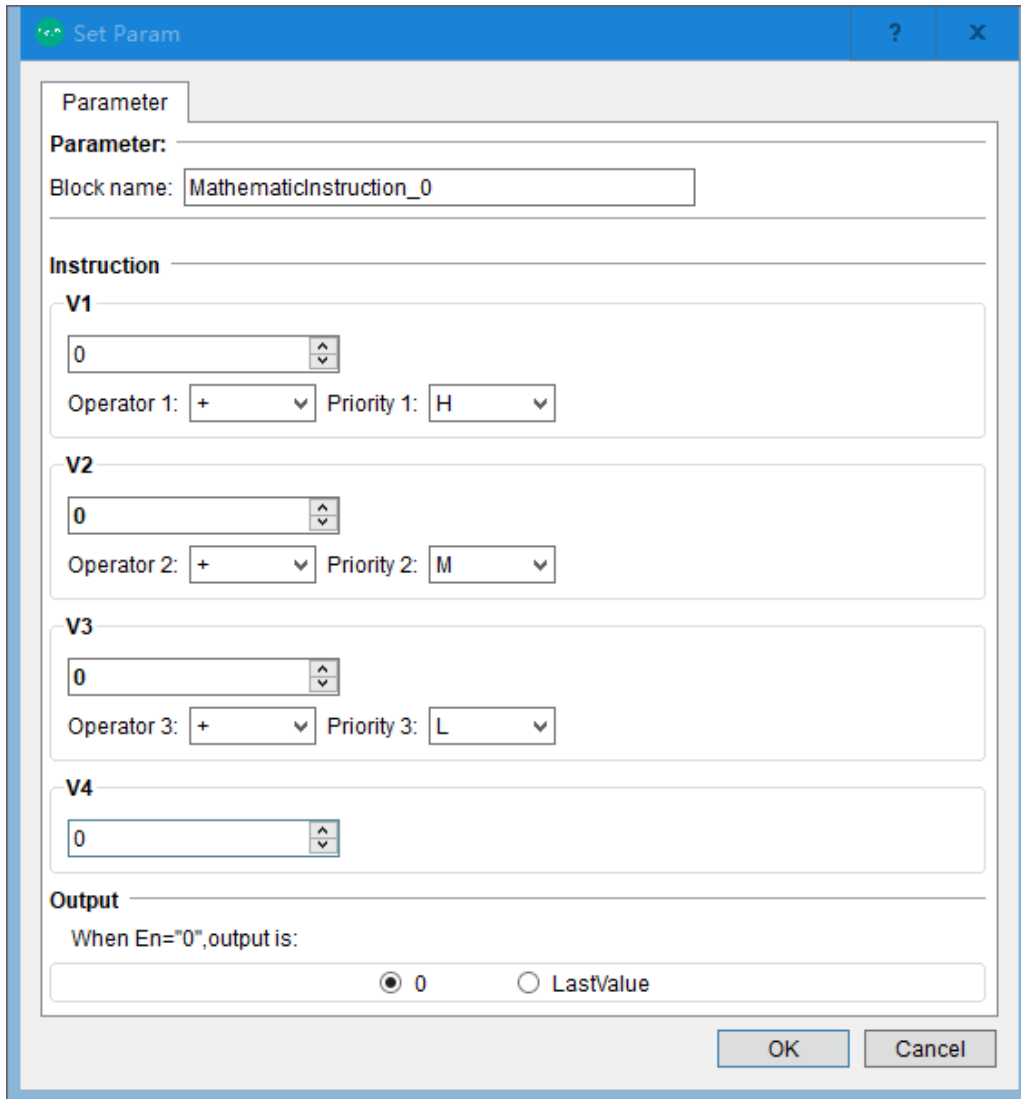 Set Param ? x
Parameter
Parameter:
Block name: MathematicInstruction_0
Instruction
V1
0
Operator 1: + Priority 1: H
V2
0
Operator 2: + Priority 2: M
V3
0
Operator 3: + Priority 3: L
V4
0
Output
When En="0",output is:
0 LastValue
OK Cancel